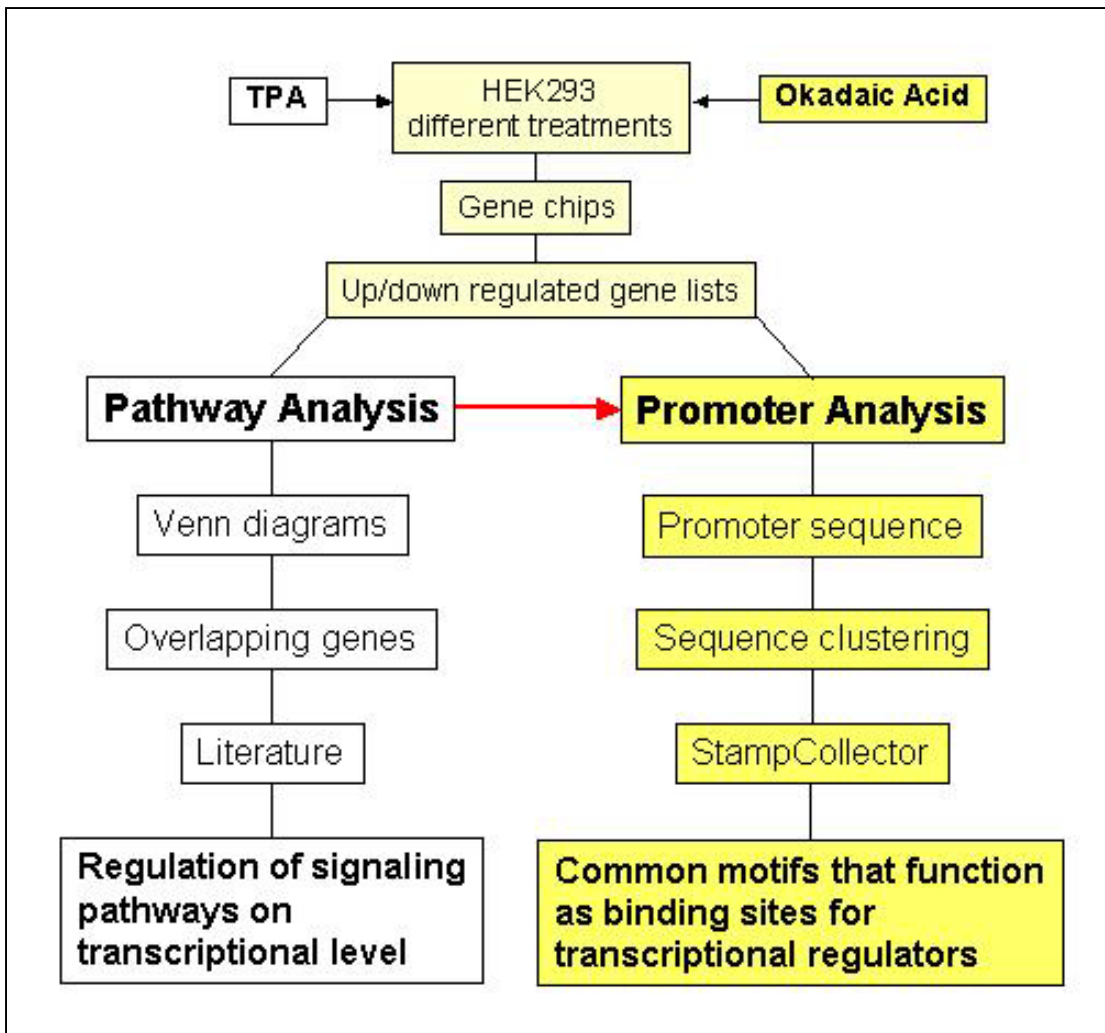 TPA
HEK293
different treatments
Okadaic Acid
Gene chips
Up/down regulated gene lists
Pathway Analysis
Promoter Analysis
Venn diagrams
Promoter sequence
Overlapping genes
Sequence clustering
Literature
StampCollector
Regulation of signaling
pathways on
transcriptional level
Common motifs that function
as binding sites for
transcriptional regulators